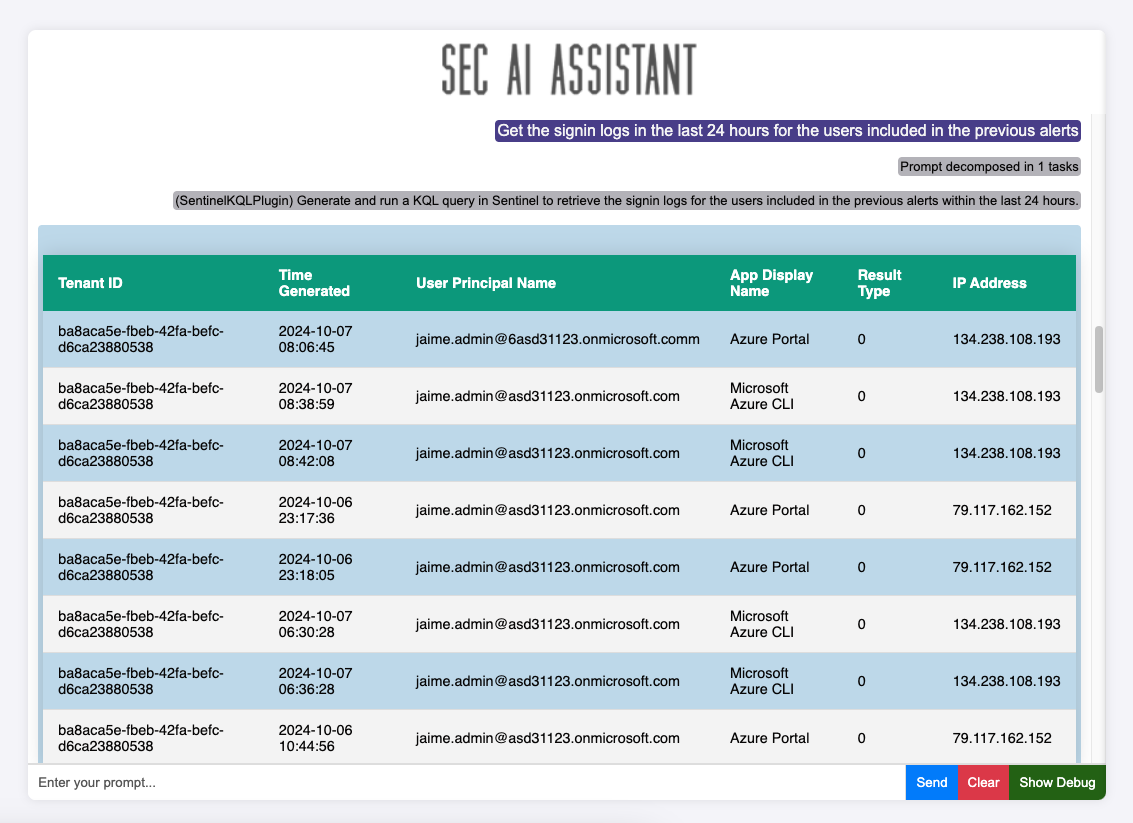 SEC AI ASSISTANT
Get the signin logs in the last 24 hours for the users included in the previous alerts
Prompt decomposed in 1 tasks
(SentinelKQLPlugin) Generate and run a KQL query in Sentinel to retrieve the signin logs for the users included in the previous alerts within the last 24 hours.
Tenant ID Time Generated User Principal Name App Display Name Result Type IP Address
ba8aca5e-fbeb-42fa-befc-d6ca23880538 2024-10-07 08:06:45 jaime.admin@6asd31123.onmicrosoft.comm Azure Portal 0 134.238.108.193
ba8aca5e-fbeb-42fa-befc-d6ca23880538 2024-10-07 08:38:59 jaime.admin@asd31123.onmicrosoft.com Microsoft Azure CLI 0 134.238.108.193
ba8aca5e-fbeb-42fa-befc-d6ca23880538 2024-10-07 08:42:08 jaime.admin@asd31123.onmicrosoft.com Microsoft Azure CLI 0 134.238.108.193
ba8aca5e-fbeb-42fa-befc-d6ca23880538 2024-10-06 23:17:36 jaime.admin@asd31123.onmicrosoft.com Azure Portal 0 79.117.162.152
ba8aca5e-fbeb-42fa-befc-d6ca23880538 2024-10-06 23:18:05 jaime.admin@asd31123.onmicrosoft.com Azure Portal 0 79.117.162.152
ba8aca5e-fbeb-42fa-befc-d6ca23880538 2024-10-07 06:30:28 jaime.admin@asd31123.onmicrosoft.com Microsoft Azure CLI 0 134.238.108.193
ba8aca5e-fbeb-42fa-befc-d6ca23880538 2024-10-07 06:36:28 jaime.admin@asd31123.onmicrosoft.com Microsoft Azure CLI 0 134.238.108.193
ba8aca5e-fbeb-42fa-befc-d6ca23880538 2024-10-06 10:44:56 jaime.admin@asd31123.onmicrosoft.com Azure Portal 0 79.117.162.152
Enter your prompt... Send Clear Show Debug